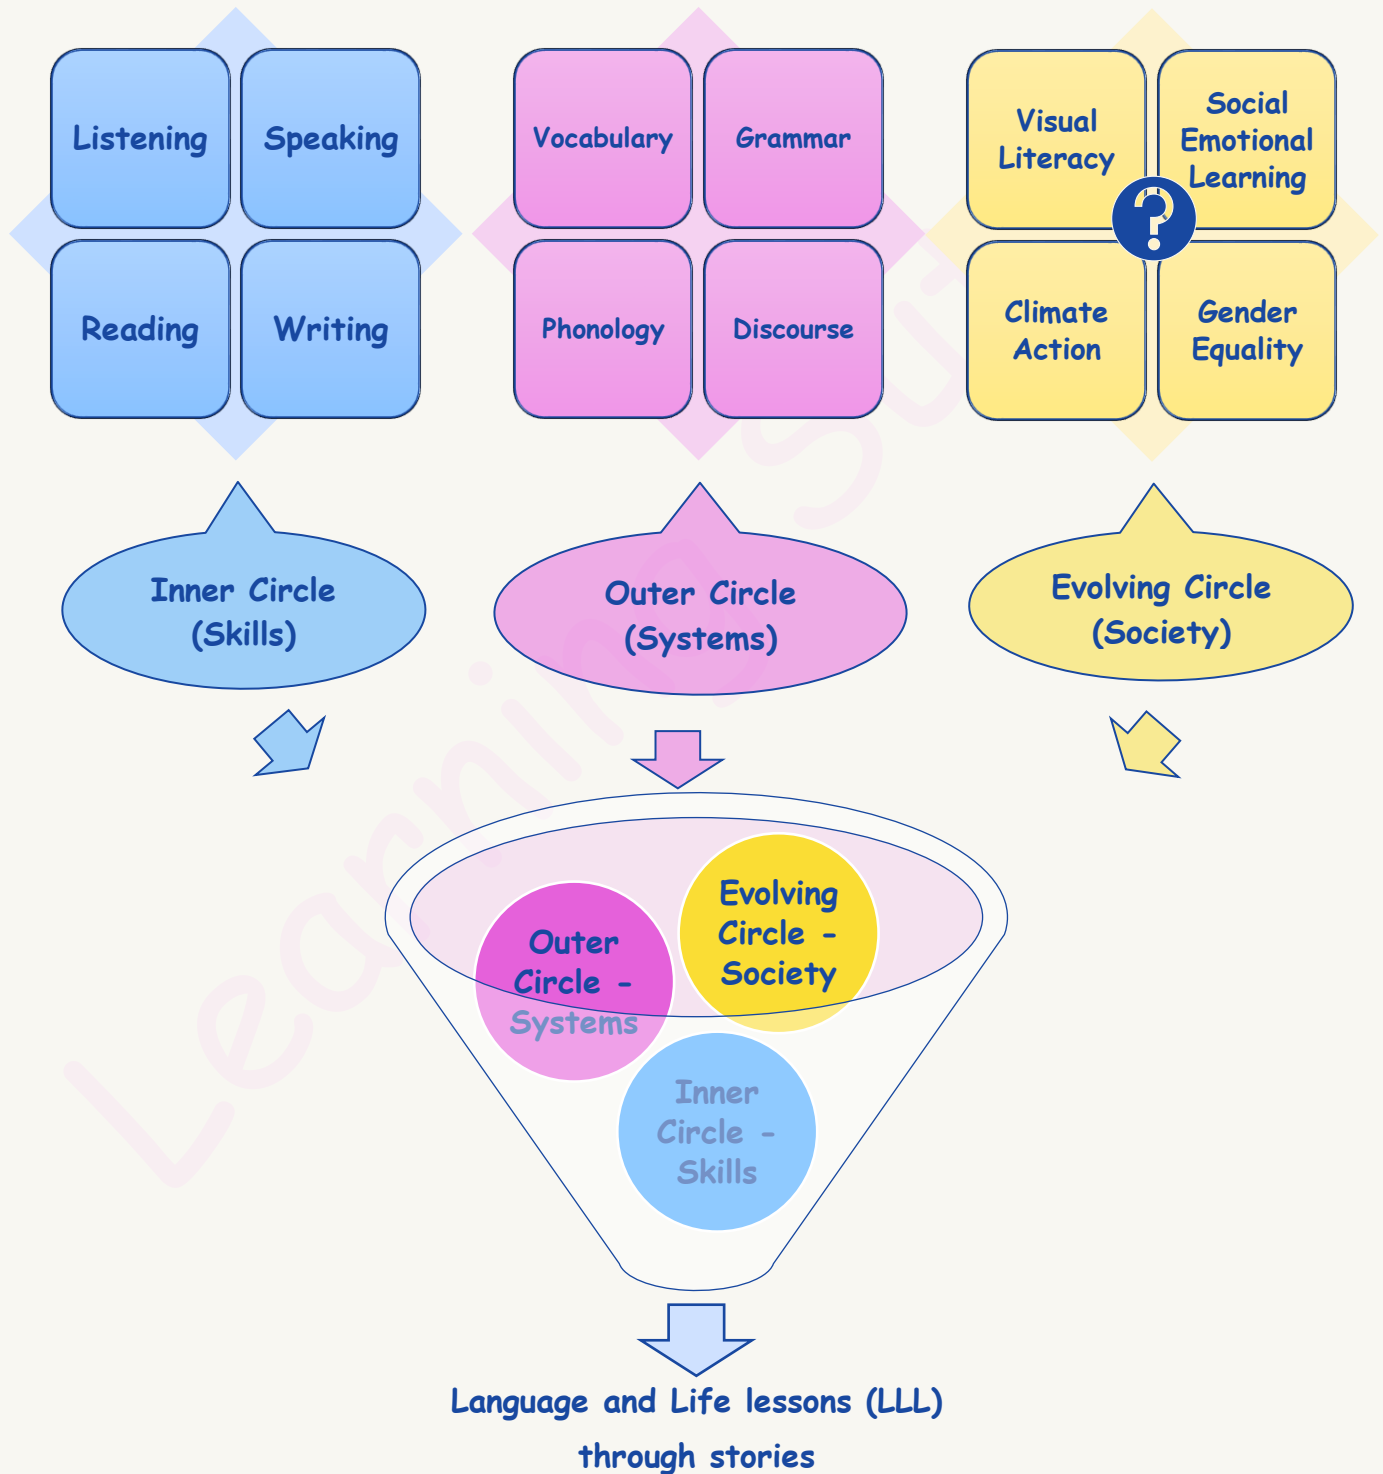 Listening
Speaking
Reading
Writing
Vocabulary
Grammar
Phonology
Discourse
Visual
Literacy
Social
Emotional
Learning
?
Climate
Action
Gender
Equality
Inner Circle
(Skills)
Outer Circle
(Systems)
Evolving Circle
(Society)
Evolving
Circle -
Society
Outer
Circle -
Systems
Inner
Circle -
Skills
Language and Life lessons (LLL)
through stories
Learning